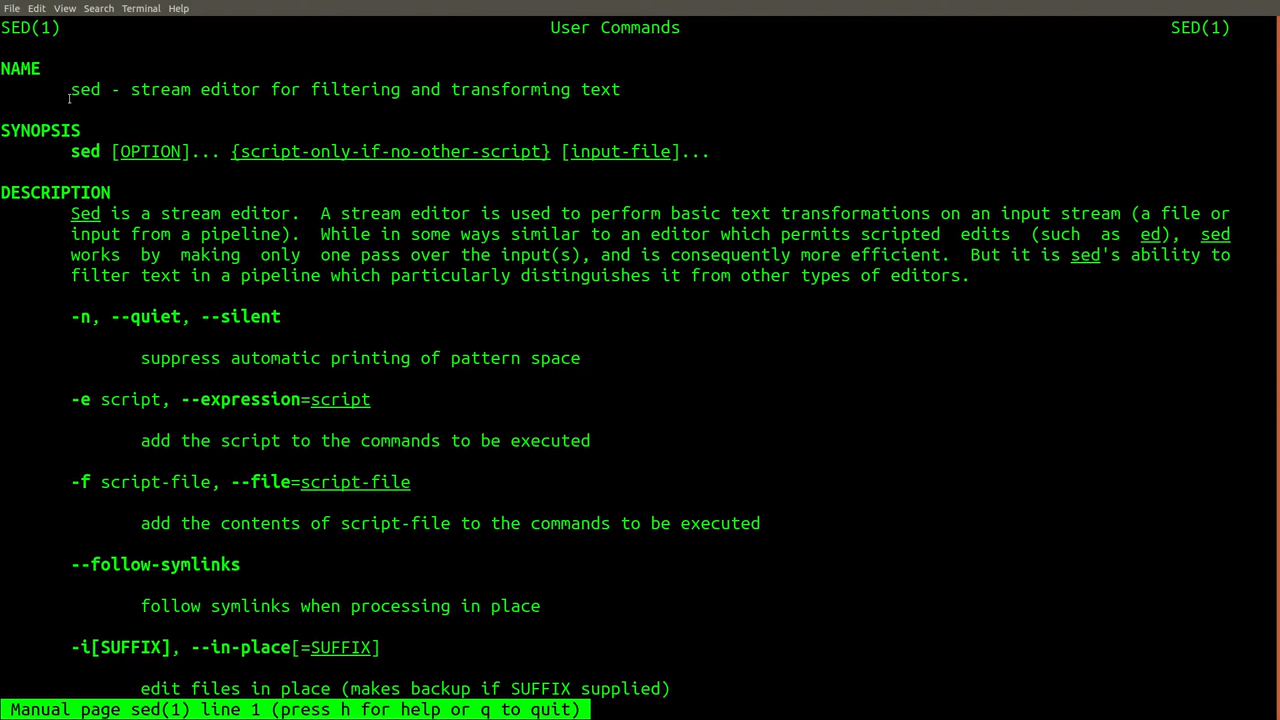 File Edit View Search Terminal Help
SED(1) User Commands SED(1)
NAME
sed - stream editor for filtering and transforming text
SYNOPSIS
sed [OPTION]... {script-only-if-no-other-script} [input-file]...
DESCRIPTION
Sed is a stream editor.  A stream editor is used to perform basic text transformations on an input stream (a file or
input from a pipeline).  While in some ways similar to an editor which permits scripted  edits  (such  as  ed),  sed
works  by  making  only  one pass over the input(s), and is consequently more efficient.  But it is sed's ability to
filter text in a pipeline which particularly distinguishes it from other types of editors.
-n, --quiet, --silent
suppress automatic printing of pattern space
-e script, --expression=script
add the script to the commands to be executed
-f script-file, --file=script-file
add the contents of script-file to the commands to be executed
--follow-symlinks
follow symlinks when processing in place
-i[SUFFIX], --in-place[=SUFFIX]
edit files in place (makes backup if SUFFIX supplied)
Manual page sed(1) line 1 (press h for help or q to quit)